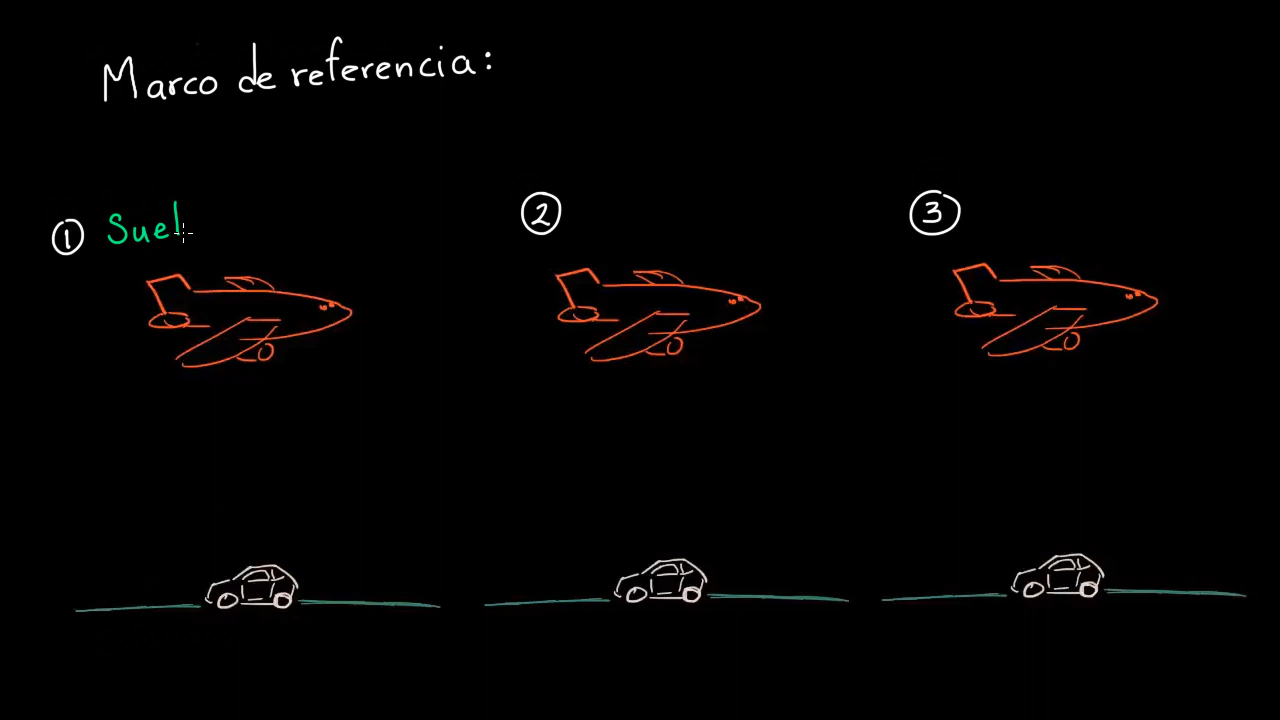 Marco de referencia:
① Suel
②
③